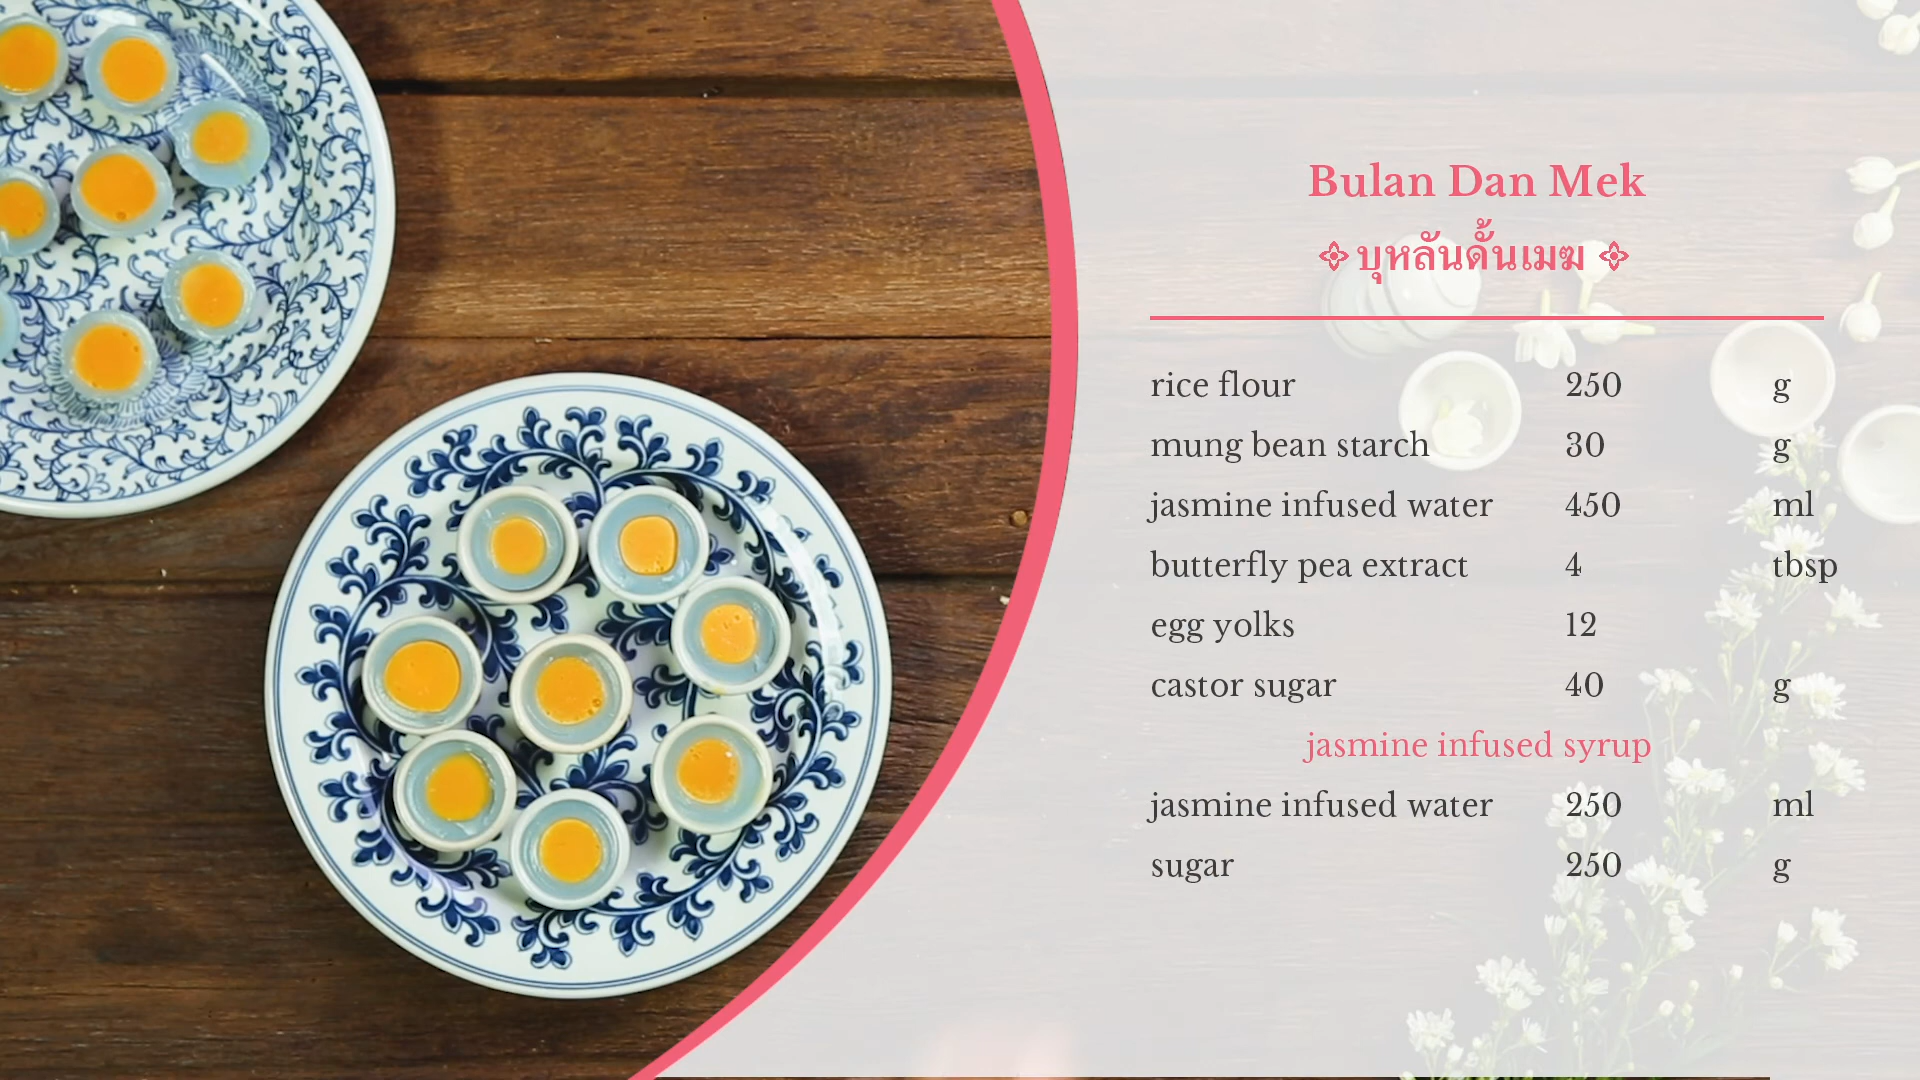 Bulan Dan Mek
บุหลันดั้นเมฆ
rice flour 250 g
mung bean starch 30 g
jasmine infused water 450 ml
butterfly pea extract 4 tbsp
egg yolks 12
castor sugar 40 g
jasmine infused syrup
jasmine infused water 250 ml
sugar 250 g